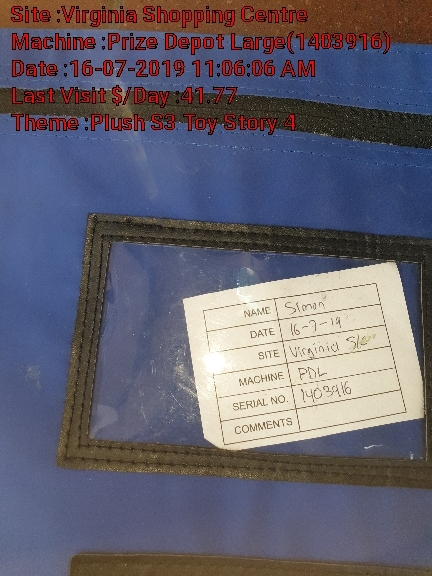 Site :Virginia Shopping Centre
Machine :Prize Depot Large(1403916)
Date :16-07-2019 11:06:06 AM
Last Visit $/Day :41.77
Theme :Plush S3 Toy Story 4
NAME Simon
DATE 16-7-19
SITE Virginia
MACHINE PDL
SERIAL NO. 1403916
COMMENTS